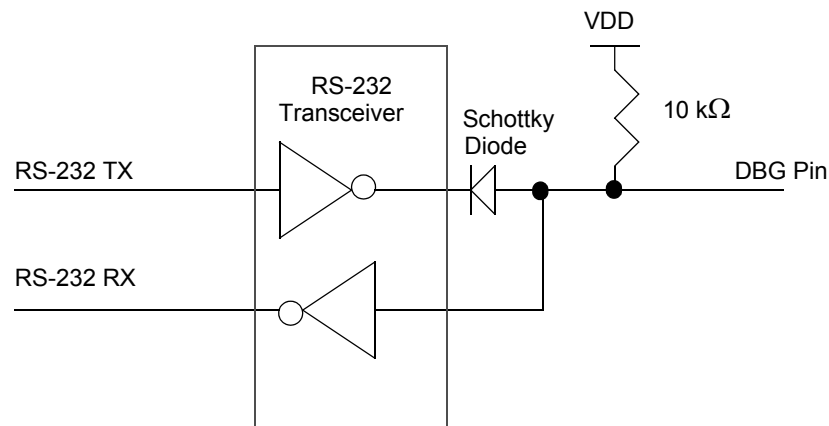 VDD
RS-232
Transceiver
Schottky
Diode
10 kΩ
RS-232 TX
DBG Pin
RS-232 RX